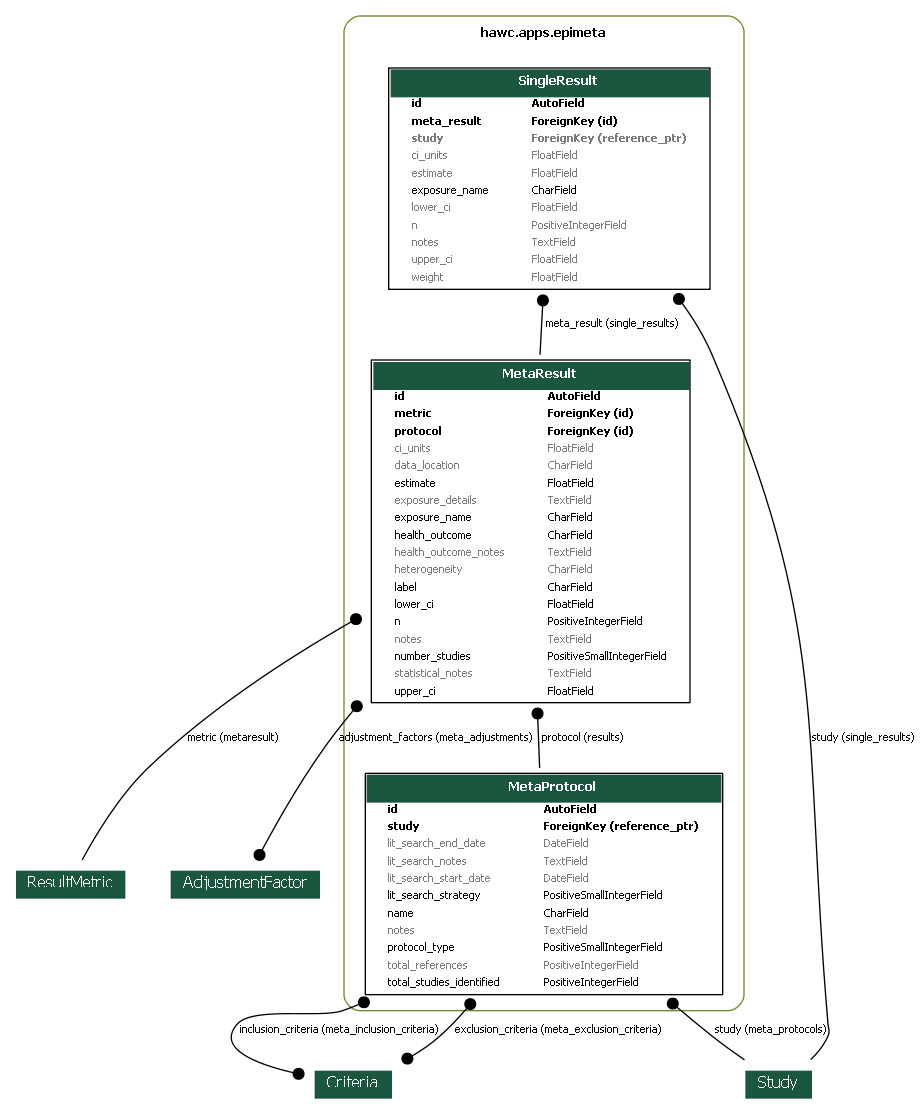 hawc.apps.epimeta
SingleResult
id AutoField
meta_result ForeignKey (id)
study ForeignKey (reference_ptr)
ci_units FloatField
estimate FloatField
exposure_name CharField
lower_ci FloatField
n PositiveIntegerField
notes TextField
upper_ci FloatField
weight FloatField
meta_result (single_results)
MetaResult
id AutoField
metric ForeignKey (id)
protocol ForeignKey (id)
ci_units FloatField
data_location CharField
estimate FloatField
exposure_details TextField
exposure_name CharField
health_outcome CharField
health_outcome_notes TextField
heterogeneity CharField
label CharField
lower_ci FloatField
n PositiveIntegerField
notes TextField
number_studies PositiveSmallIntegerField
statistical_notes TextField
upper_ci FloatField
metric (metaresult) adjustment_factors (meta_adjustments) protocol (results) study (single_results)
MetaProtocol
id AutoField
study ForeignKey (reference_ptr)
lit_search_end_date DateField
lit_search_notes TextField
lit_search_start_date DateField
lit_search_strategy PositiveSmallIntegerField
name CharField
notes TextField
protocol_type PositiveSmallIntegerField
total_references PositiveIntegerField
total_studies_identified PositiveIntegerField
ResultMetric AdjustmentFactor
inclusion_criteria (meta_inclusion_criteria) exclusion_criteria (meta_exclusion_criteria) study (meta_protocols)
Criteria Study